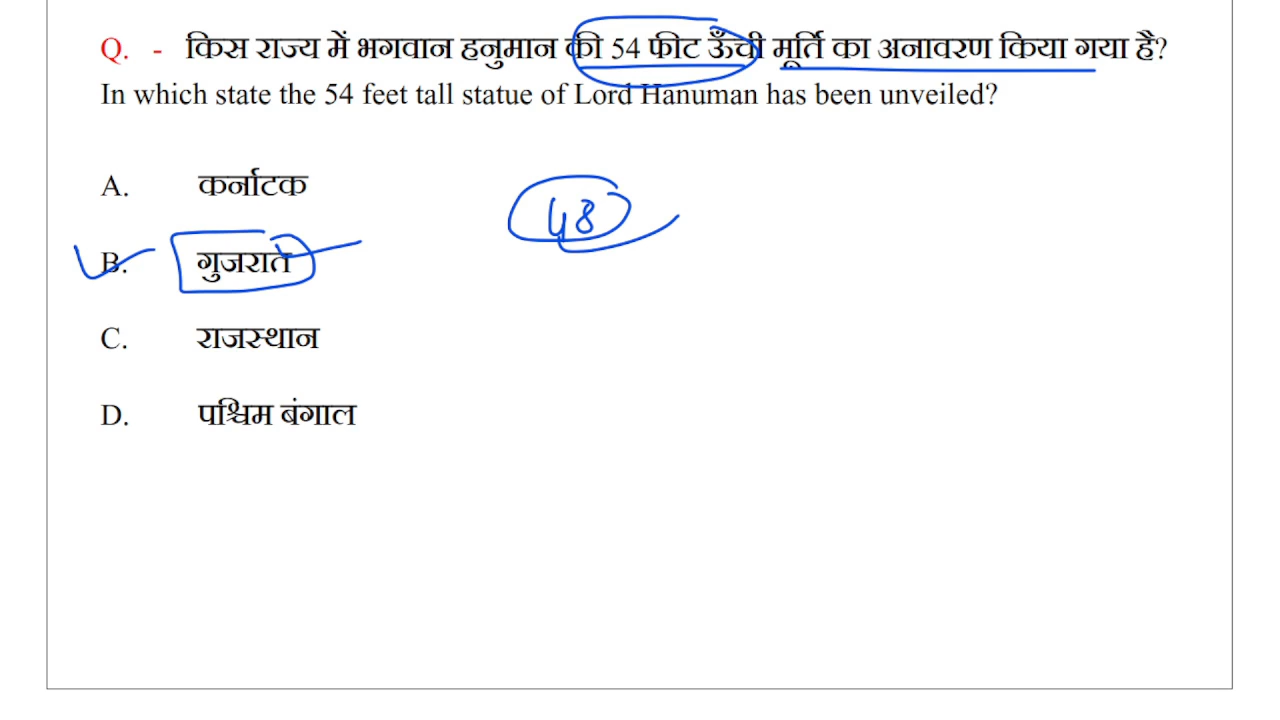 Q. - किस राज्य में भगवान हनुमान की 54 फीट ऊँची मूर्ति का अनावरण किया गया है?
In which state the 54 feet tall statue of Lord Hanuman has been unveiled?
A. कर्नाटक
48
B. गुजरात
C. राजस्थान
D. पश्चिम बंगाल